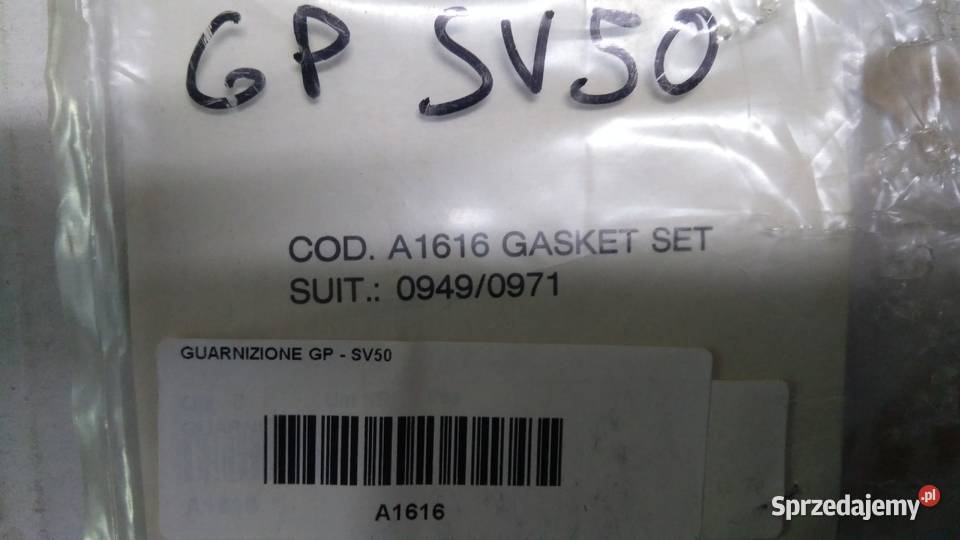 GP SV50
COD. A1616 GASKET SET
SUIT.: 0949/0971
GUARNIZIONE GP - SV50
A1616
Sprzedajemy.pl